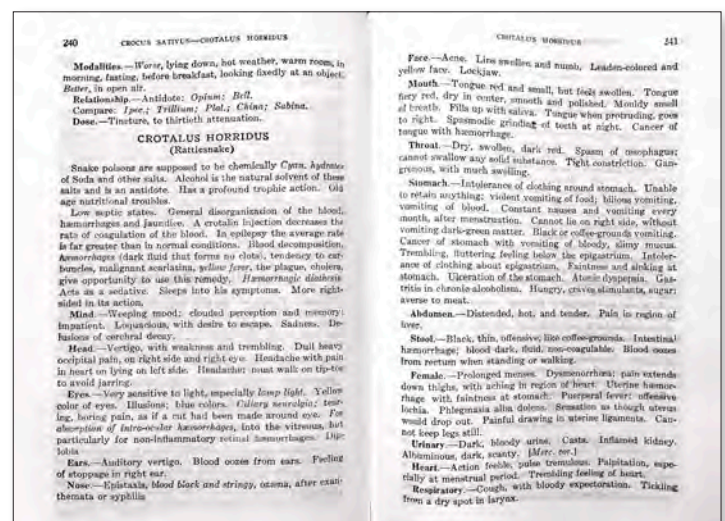 240 CROCUS SATIVUS—CROTALUS HORRIDUS
Modalities.—Worse, lying down, hot weather, warm room, in
morning, fasting, before breakfast, looking fixedly at an object.
Better, in open air.
Relationship.—Antidote: Opium; Bell.
Compare: Ipec.; Trillium; Plat.; China; Sabina.
Dose.—Tincture, to thirtieth attenuation.
CROTALUS HORRIDUS
(Rattlesnake)
Snake poisons are supposed to be chemically Cyan. hydrates
of Soda and other salts. Alcohol is the natural solvent of these
salts and is an antidote. Has a profound trophic action. Old
age nutritional troubles.
Low septic states. General disorganization of the blood,
hæmorrhages and jaundice. A crotalin injection decreases the
rate of coagulation of the blood. In epilepsy the average rate
is far greater than in normal conditions. Blood decomposition,
hæmorrhages (dark fluid that forms no clots), tendency to car-
buncles, malignant scarlatina, yellow fever, the plague, cholera,
give opportunity to use this remedy. Hæmorrhagic diathesis.
Acts as a sedative. Sleeps into his symptoms. More right-
sided in its action.
Mind.—Weeping mood; clouded perception and memory;
impatient. Loquacious, with desire to escape. Sadness. De-
lusions of cerebral decay.
Head.—Vertigo, with weakness and trembling. Dull heavy
occipital pain, on right side and right eye. Headache with pain
in heart on lying on left side. Headache; must walk on tip-toe
to avoid jarring.
Eyes.—Very sensitive to light, especially lamp light. Yellow
color of eyes. Illusions; blue colors. Ciliary neuralgia; tear-
ing, boring pain, as if a cut had been made around eye. For
absorption of intra-ocular hæmorrhages, into the vitreous, but
particularly for non-inflammatory retinal hæmorrhages. Dip-
lobia
Ears.—Auditory vertigo. Blood oozes from ears. Feeling
of stoppage in right ear.
Nose.—Epistaxis, blood black and stringy, ozæna, after exan-
themata or syphilis
CROTALUS HORRIDUS 241
Face.—Acne. Lips swollen and numb. Leaden-colored and
yellow face. Lockjaw.
Mouth.—Tongue red and small, but feels swollen. Tongue
fiery red, dry in center, smooth and polished. Mouldy smell
of breath. Fills up with saliva. Tongue when protruding, goes
to right. Spasmodic grinding of teeth at night. Cancer of
tongue with hæmorrhage.
Throat.—Dry, swollen, dark red. Spasm of œsophagus;
cannot swallow any solid substance. Tight constriction. Gan-
grenous, with much swelling.
Stomach.—Intolerance of clothing around stomach. Unable
to retain anything; violent vomiting of food; bilious vomiting,
vomiting of blood. Constant nausea and vomiting every
month, after menstruation. Cannot lie on right side, without
vomiting dark-green matter. Black or coffee-grounds vomiting.
Cancer of stomach with vomiting of bloody, slimy mucus.
Trembling, fluttering feeling below the epigastrium. Intoler-
ance of clothing about epigastrium. Faintness and sinking at
stomach. Ulceration of the stomach. Atonic dyspepsia. Gas-
tritis in chronic alcoholism. Hungry, craves stimulants, sugar;
averse to meat.
Abdomen.—Distended, hot, and tender. Pain in region of
liver.
Stool.—Black, thin, offensive, like coffee-grounds. Intestinal
hæmorrhage; blood dark, fluid, non-coagulable. Blood oozes
from rectum when standing or walking.
Female.—Prolonged menses. Dysmenorrhœa; pain extends
down thighs, with aching in region of heart. Uterine hæmor-
rhage with faintness at stomach. Puerperal fever; offensive
lochia. Phlegmasia alba dolens. Sensation as though uterus
would drop out. Painful drawing in uterine ligaments. Can-
not keep legs still.
Urinary.—Dark, bloody urine. Casts. Inflamed kidney.
Albuminous, dark, scanty. [Merc. cor.]
Heart.—Action feeble, pulse tremulous. Palpitation, espe-
cially at menstrual period. Trembling feeling of heart.
Respiratory.—Cough, with bloody expectoration. Tickling
from a dry spot in larynx.